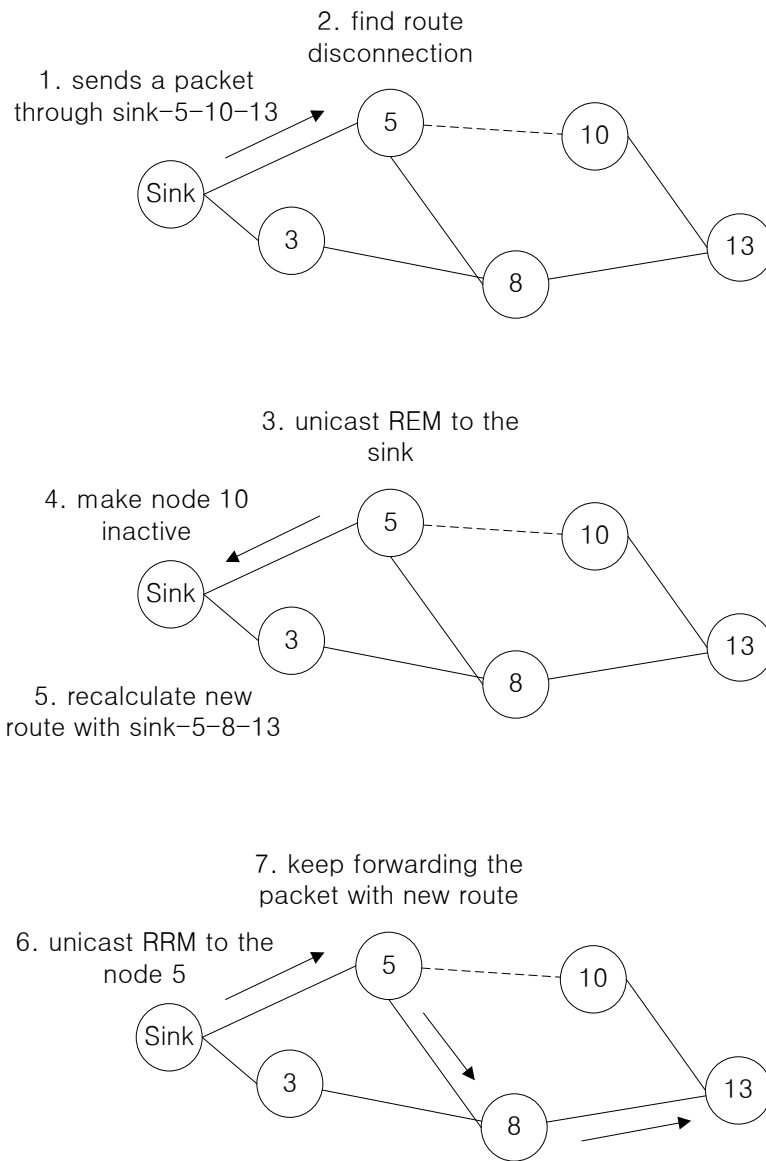 2. find route
disconnection
1. sends a packet
through sink-5-10-13
5
10
Sink
3
13
8
3. unicast REM to the
sink
4. make node 10
inactive
5
10
Sink
3
13
8
5. recalculate new
route with sink-5-8-13
7. keep forwarding the
packet with new route
6. unicast RRM to the
node 5
5
10
Sink
3
13
8